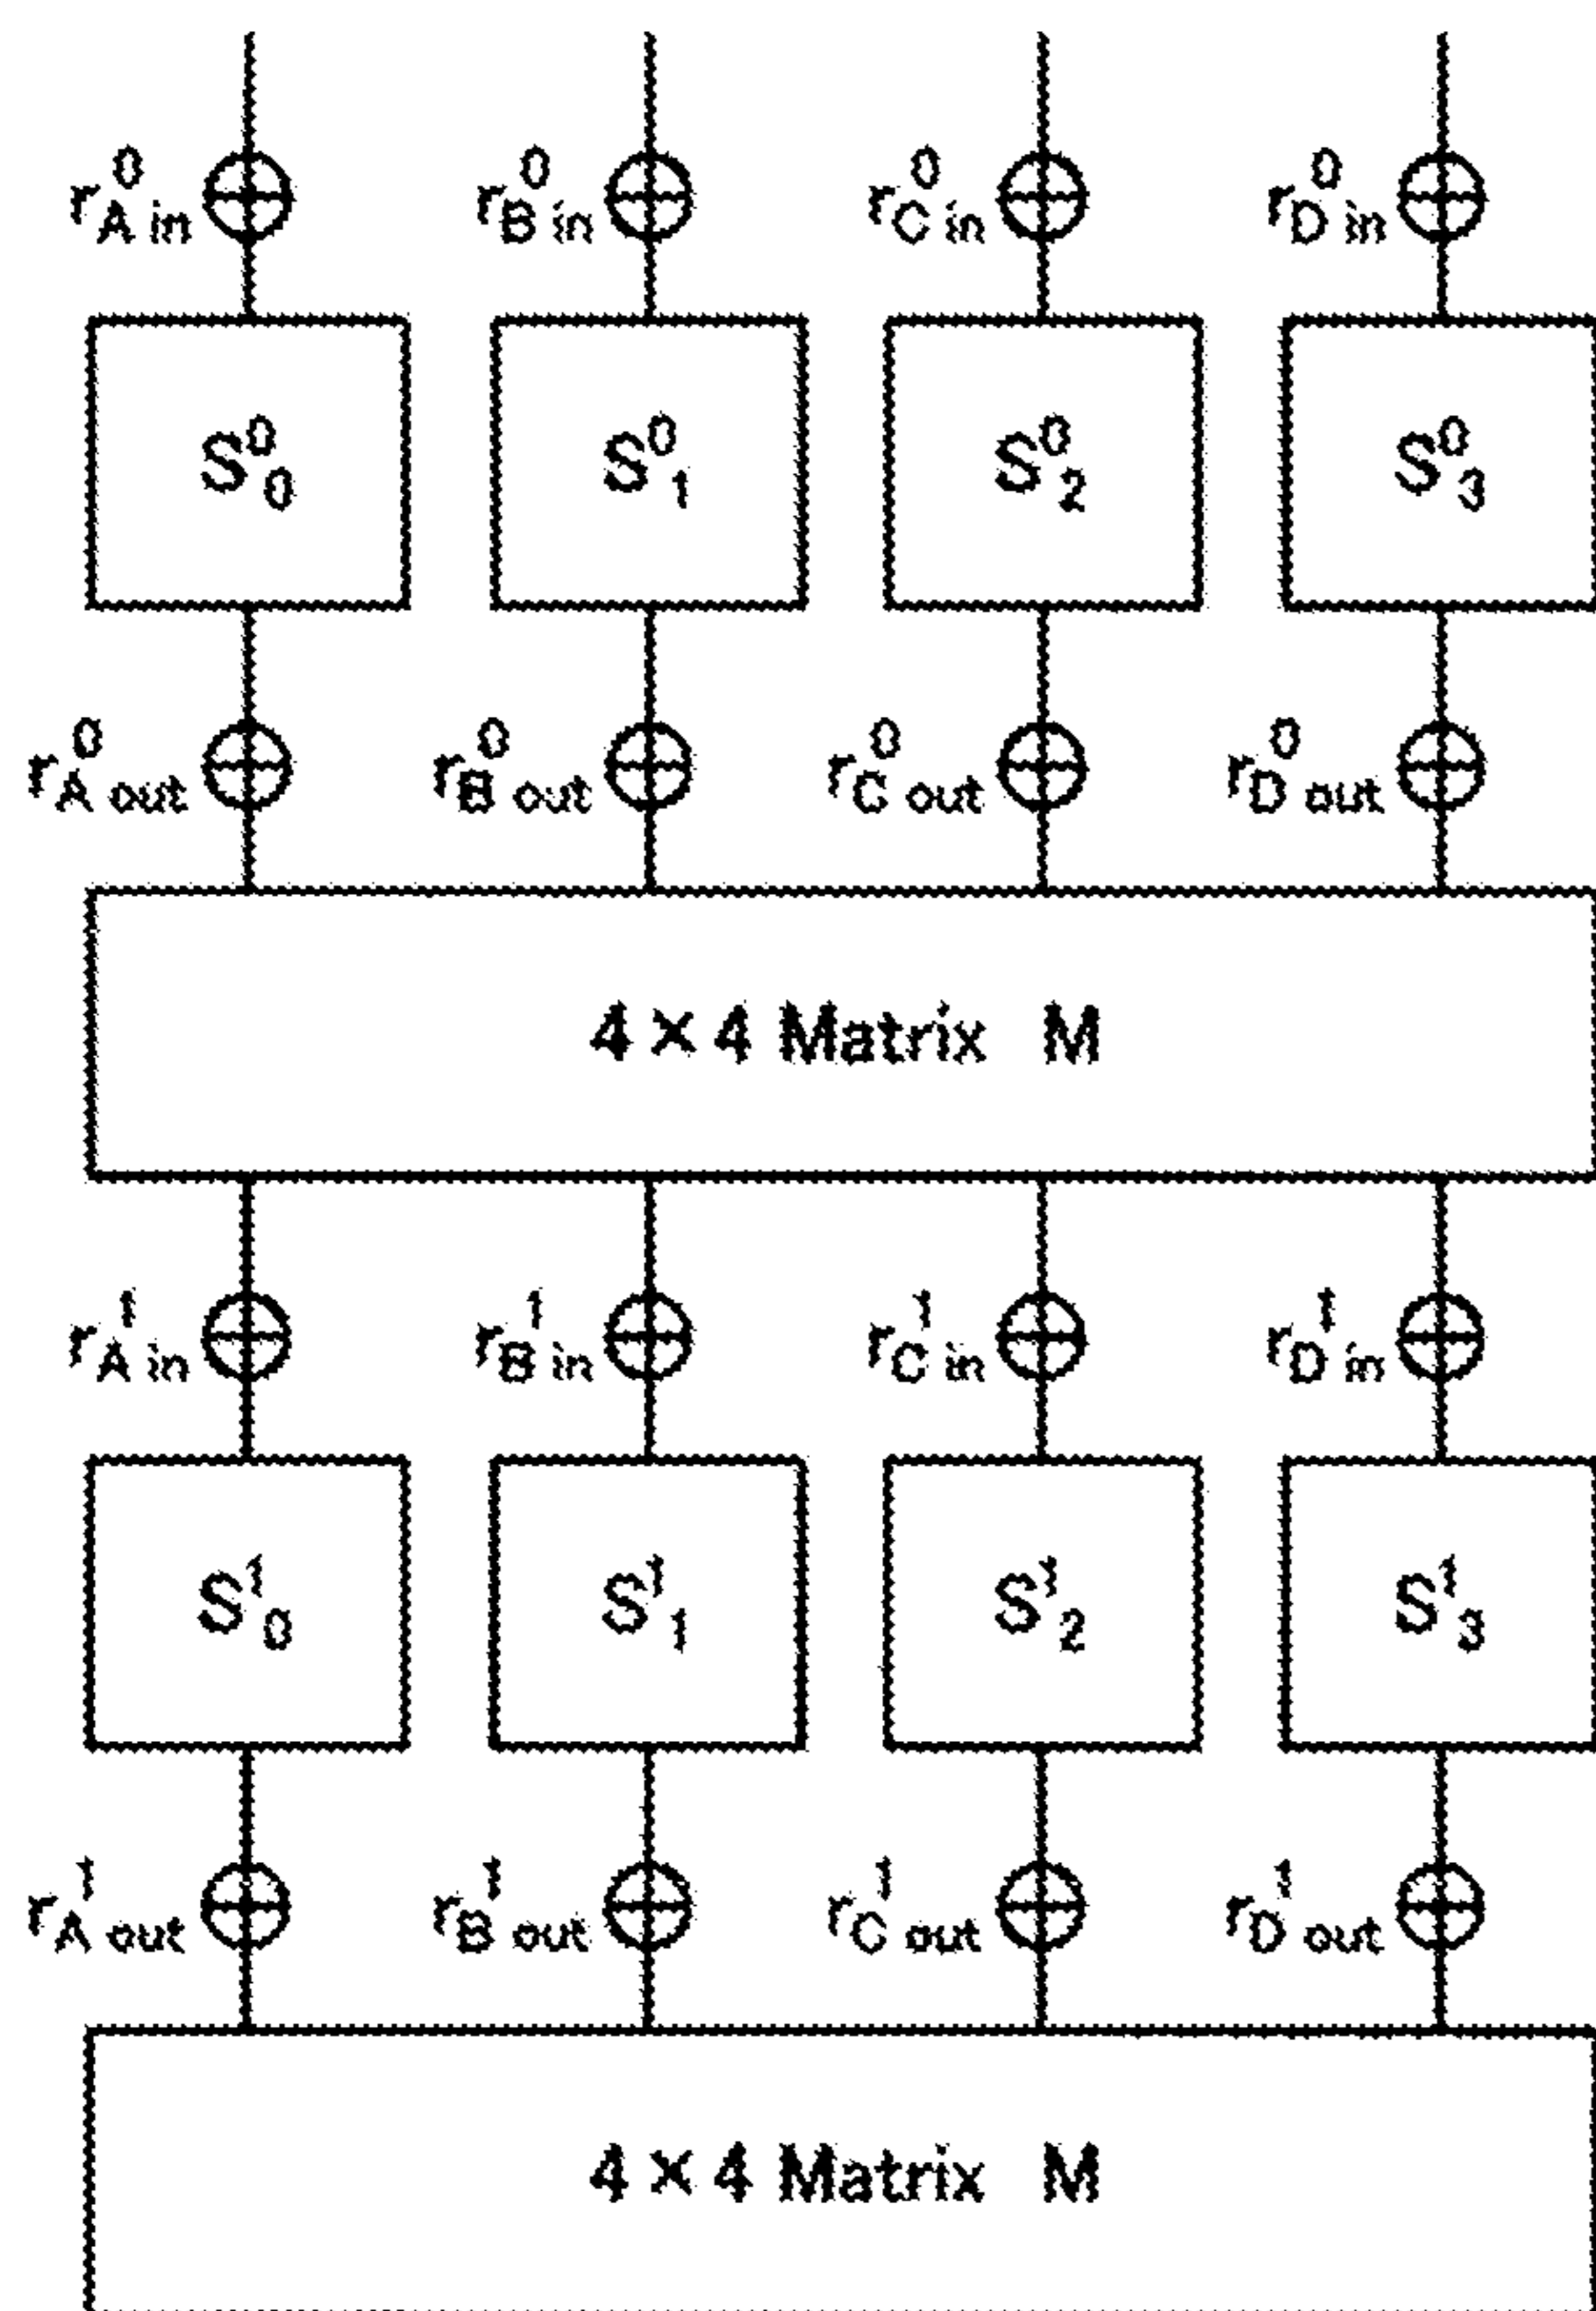 r⁰A in r⁰B in r⁰C in r⁰D in
S⁰₀ S⁰₁ S⁰₂ S⁰₃
r⁰A out r⁰B out r⁰C out r⁰D out
4 × 4 Matrix M
r¹A in r¹B in r¹C in r¹D in
S¹₀ S¹₁ S¹₂ S¹₃
r¹A out r¹B out r¹C out r¹D out
4 × 4 Matrix M